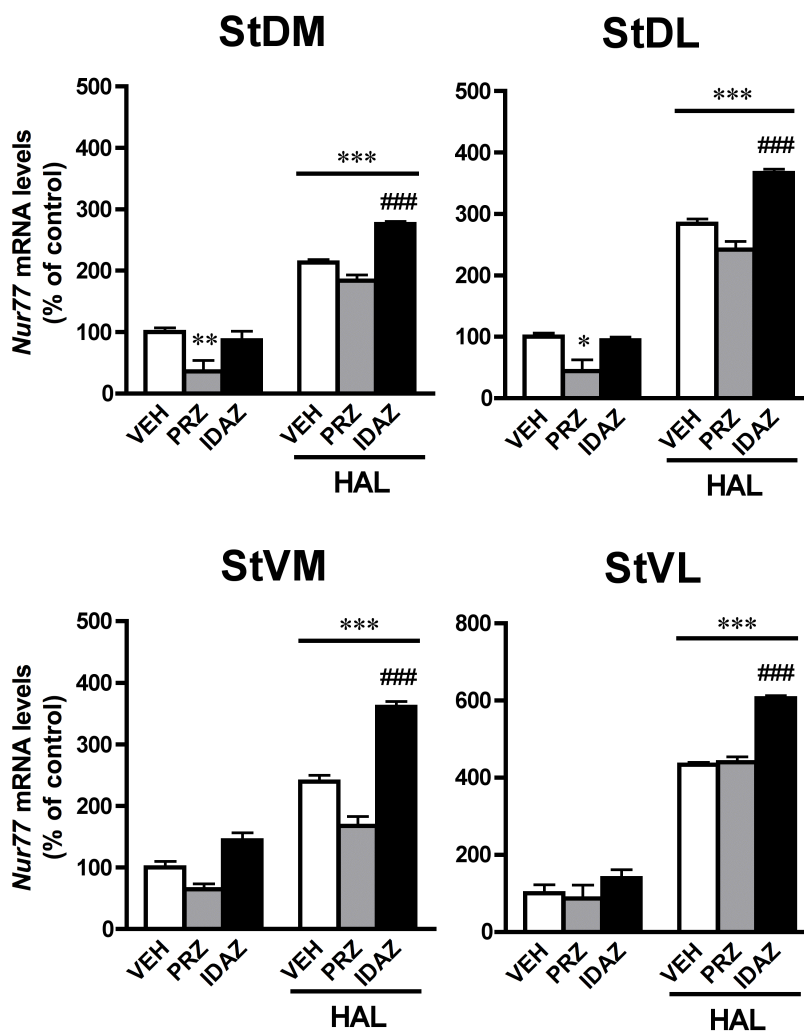 StDM
Nur77 mRNA levels
(% of control)
500
400
300
200
100
0
***
###
**
VEH
PRZ
IDAZ
VEH
PRZ
IDAZ
HAL
StDL
500
400
300
200
100
0
***
###
*
VEH
PRZ
IDAZ
VEH
PRZ
IDAZ
HAL
StVM
Nur77 mRNA levels
(% of control)
500
400
300
200
100
0
***
###
VEH
PRZ
IDAZ
VEH
PRZ
IDAZ
HAL
StVL
800
600
400
200
0
***
###
VEH
PRZ
IDAZ
VEH
PRZ
IDAZ
HAL